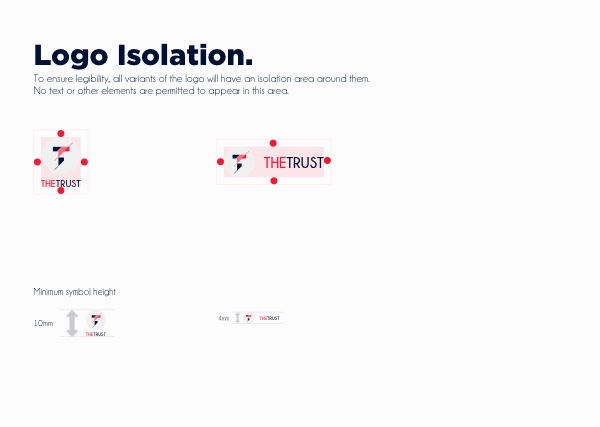 Logo Isolation.
To ensure legibility, all variants of the logo will have an isolation area around them.
No text or other elements are permitted to appear in this area.
THETRUST
THETRUST
Minimum symbol height
10mm
THETRUST
4mm
THETRUST